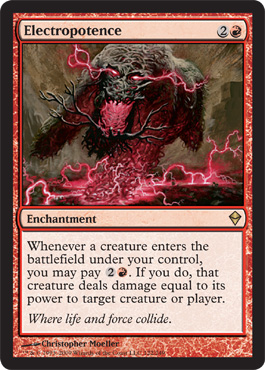 Electropotence 2
Enchantment
Whenever a creature enters the
battlefield under your control,
you may pay 2. If you do, that
creature deals damage equal to its
power to target creature or player.
Where life and force collide.
Christopher Moeller